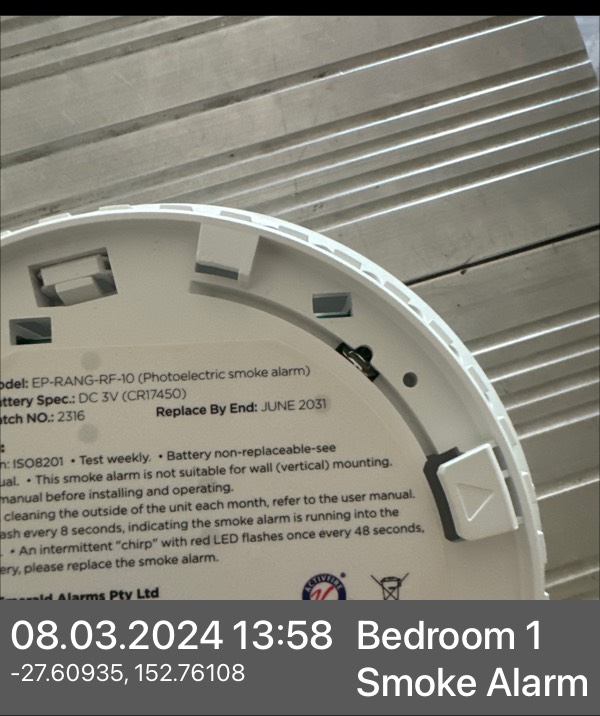 odel: EP-RANG-RF-10 (Photoelectric smoke alarm)
ttery Spec.: DC 3V (CR17450)
atch NO.: 2316 Replace By End: JUNE 2031
:
n: ISO8201 • Test weekly. • Battery non-replaceable-see
ual. • This smoke alarm is not suitable for wall (vertical) mounting.
manual before installing and operating.
cleaning the outside of the unit each month, refer to the user manual.
ash every 8 seconds, indicating the smoke alarm is running into the
. • An intermittent "chirp" with red LED flashes once every 48 seconds,
ery, please replace the smoke alarm.
erald Alarms Pty Ltd
ACTIVFIRE
08.03.2024 13:58
-27.60935, 152.76108
Bedroom 1
Smoke Alarm